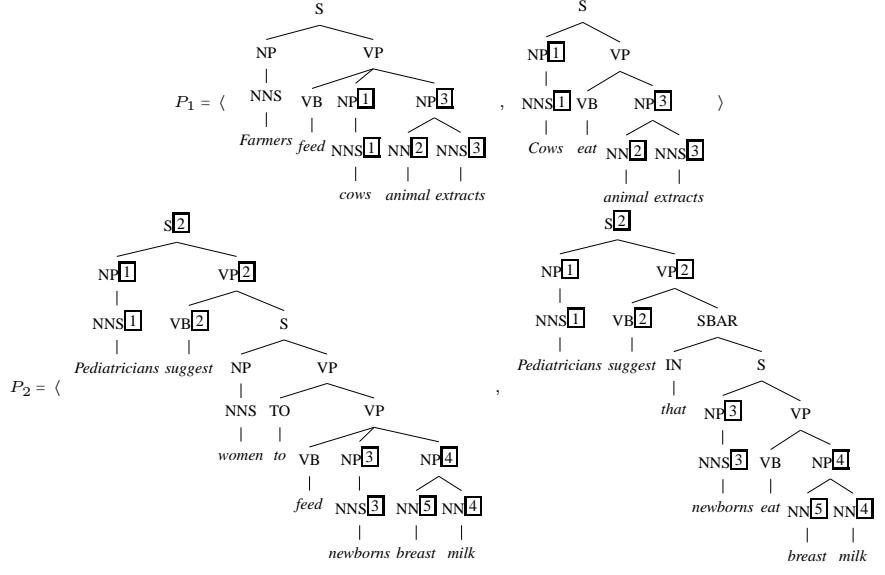 S S
NP VP NP1 VP
NNS VB NP1 NP3 NNS1 VB NP3
P1 = ⟨ , ⟩
Farmers feed NNS1 NN2 NNS3 Cows eat NN2 NNS3
cows animal extracts animal extracts
S2 S2
NP1 VP2 NP1 VP2
NNS1 VB2 S NNS1 VB2 SBAR
Pediatricians suggest NP VP Pediatricians suggest IN S
P2 = ⟨ ,
NNS TO VP that NP3 VP
women to VB NP3 NP4 NNS3 VB NP4
feed NNS3 NN5 NN4 newborns eat NN5 NN4
newborns breast milk breast milk